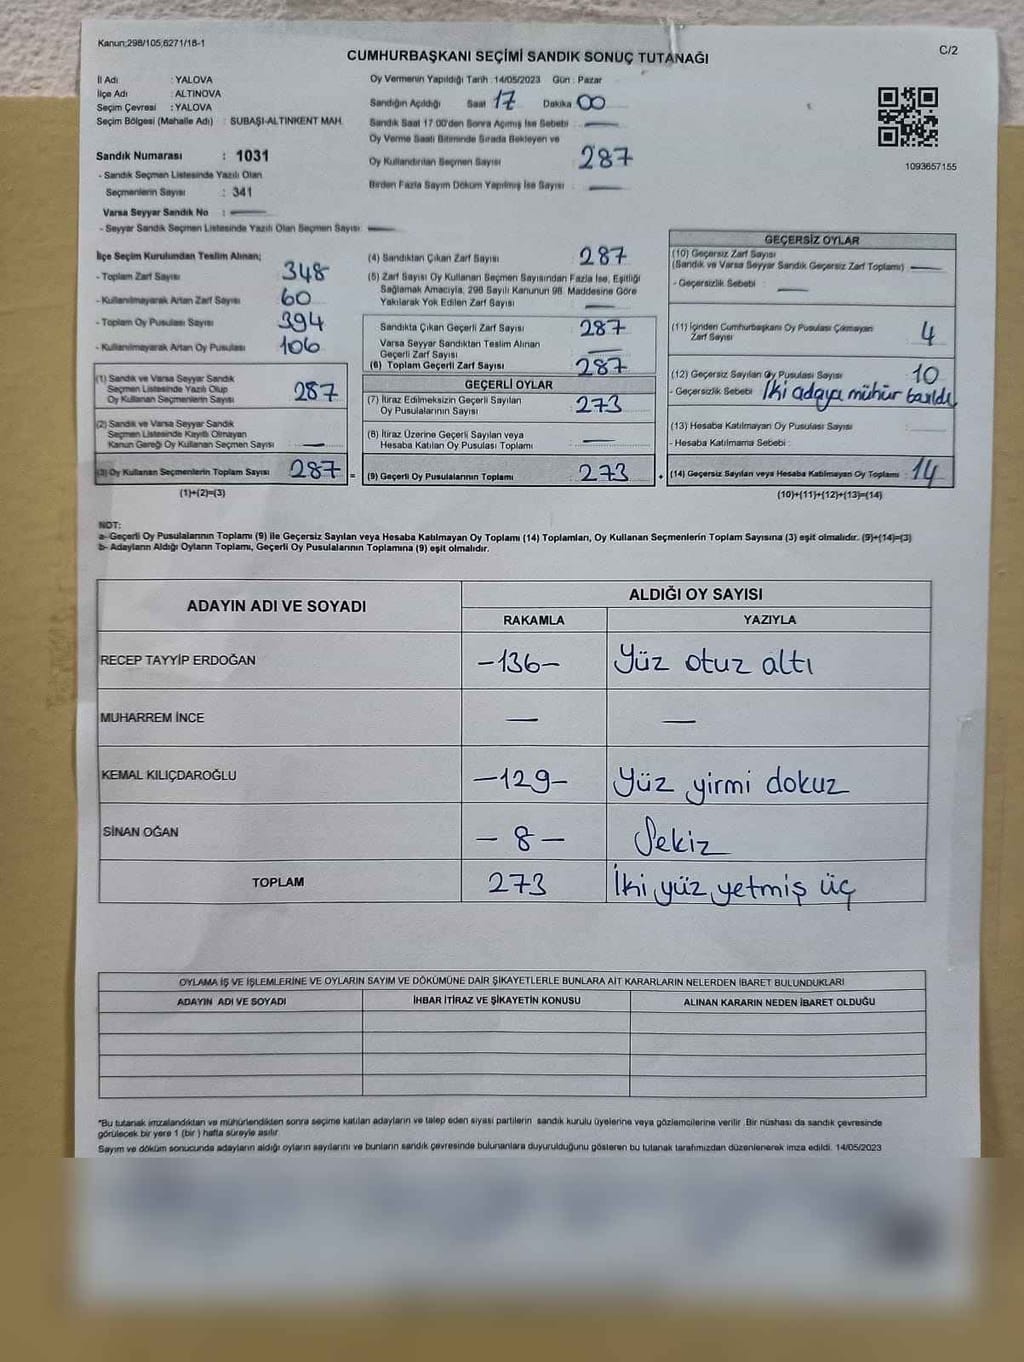 Kanun;298/105;6271/18-1
C/2
CUMHURBAŞKANI SEÇİMİ SANDIK SONUÇ TUTANAĞI
İl Adı : YALOVA
İlçe Adı : ALTINOVA
Seçim Çevresi : YALOVA
Seçim Bölgesi (Mahalle Adı) : SUBAŞI-ALTINKENT MAH.
Sandık Numarası : 1031
- Sandık Seçmen Listesinde Yazılı Olan
Seçmenlerin Sayısı : 341
Varsa Seyyar Sandık No :
- Seyyar Sandık Seçmen Listesinde Yazılı Olan Seçmen Sayısı:
Oy Vermenin Yapıldığı Tarih :14/05/2023 Gün : Pazar
Sandığın Açıldığı Saat 17 Dakika 00
Sandık Saat 17:00'den Sonra Açımış İse Sebebi
Oy Verme Saati Bitiminde Sırada Bekleyen ve
Oy Kullandırılan Seçmen Sayısı 287
Birden Fazla Sayım Döküm Yapılmış İse Sayısı
1093657155
İlçe Seçim Kurulundan Teslim Alınan;
- Toplam Zarf Sayısı 348
- Kullanılmayarak Artan Zarf Sayısı 60
- Toplam Oy Pusulası Sayısı 394
- Kullanılmayarak Artan Oy Pusulası 106
(1) Sandık ve Varsa Seyyar Sandık
Seçmen Listesinde Yazılı Olup
Oy Kullanan Seçmenlerin Sayısı 287
(2) Sandık ve Varsa Seyyar Sandık
Seçmen Listesinde Kayıtlı Olmayan
Kanun Gereği Oy Kullanan Seçmen Sayısı —
(3) Oy Kullanan Seçmenlerin Toplam Sayısı 287 =
(1)+(2)=(3)
(4) Sandıktan Çıkan Zarf Sayısı 287
(5) Zarf Sayısı Oy Kullanan Seçmen Sayısından Fazla İse, Eşitliği
Sağlamak Amacıyla, 298 Sayılı Kanunun 98. Maddesine Göre
Yakılarak Yok Edilen Zarf Sayısı —
Sandıkta Çıkan Geçerli Zarf Sayısı 287
Varsa Seyyar Sandıktan Teslim Alınan
Geçerli Zarf Sayısı —
(6) Toplam Geçerli Zarf Sayısı 287
GEÇERLİ OYLAR
(7) İtiraz Edilmeksizin Geçerli Sayılan
Oy Pusulalarının Sayısı 273
(8) İtiraz Üzerine Geçerli Sayılan veya
Hesaba Katılan Oy Pusulası Toplamı —
(9) Geçerli Oy Pusulalarının Toplamı 273 +
GEÇERSİZ OYLAR
(10) Geçersiz Zarf Sayısı
(Sandık ve Varsa Seyyar Sandık Geçersiz Zarf Toplamı) —
- Geçersizlik Sebebi : —
(11) İçinden Cumhurbaşkanı Oy Pusulası Çıkmayan
Zarf Sayısı 4
(12) Geçersiz Sayılan Oy Pusulası Sayısı 10
- Geçersizlik Sebebi İki adaya mühür basıldı
(13) Hesaba Katılmayan Oy Pusulası Sayısı
- Hesaba Katılmama Sebebi :
(14) Geçersiz Sayılan veya Hesaba Katılmayan Oy Toplamı : 14
(10)+(11)+(12)+(13)=(14)
NOT:
a- Geçerli Oy Pusulalarının Toplamı (9) ile Geçersiz Sayılan veya Hesaba Katılmayan Oy Toplamı (14) Toplamları, Oy Kullanan Seçmenlerin Toplam Sayısına (3) eşit olmalıdır. (9)+(14)=(3)
b- Adayların Aldığı Oyların Toplamı, Geçerli Oy Pusulalarının Toplamına (9) eşit olmalıdır.
ADAYIN ADI VE SOYADI
ALDIĞI OY SAYISI
RAKAMLA YAZIYLA
RECEP TAYYİP ERDOĞAN –136– Yüz otuz altı
MUHARREM İNCE — —
KEMAL KILIÇDAROĞLU –129– Yüz yirmi dokuz
SİNAN OĞAN – 8 – Sekiz
TOPLAM 273 İki yüz yetmiş üç
OYLAMA İŞ VE İŞLEMLERİNE VE OYLARIN SAYIM VE DÖKÜMÜNE DAİR ŞİKAYETLERLE BUNLARA AİT KARARLARIN NELERDEN İBARET BULUNDUKLARI
ADAYIN ADI VE SOYADI İHBAR İTİRAZ VE ŞİKAYETİN KONUSU ALINAN KARARIN NEDEN İBARET OLDUĞU
*Bu tutanak imzalandıktan ve mühürlendikten sonra seçime katılan adayların ve talep eden siyasi partilerin sandık kurulu üyelerine veya gözlemcilerine verilir. Bir nüshası da sandık çevresinde
görülecek bir yere 1 (bir) hafta süreyle asılır.
Sayım ve döküm sonucunda adayların aldığı oyların sayılarını ve bunların sandık çevresinde bulunanlara duyurulduğunu gösteren bu tutanak tarafımızdan düzenlenerek imza edildi. 14/05/2023